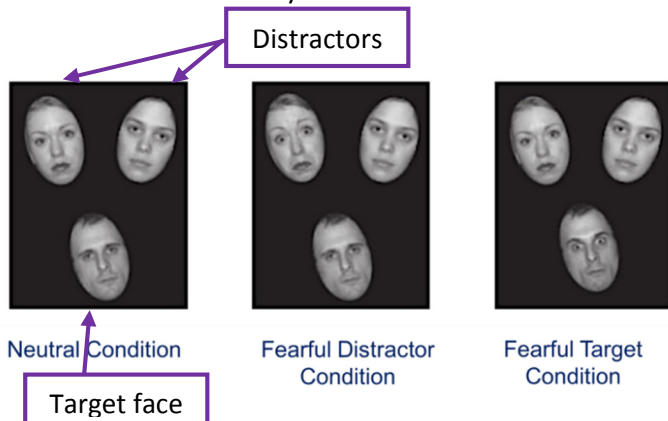 Distractors
Neutral Condition
Fearful Distractor
Condition
Fearful Target
Condition
Target face